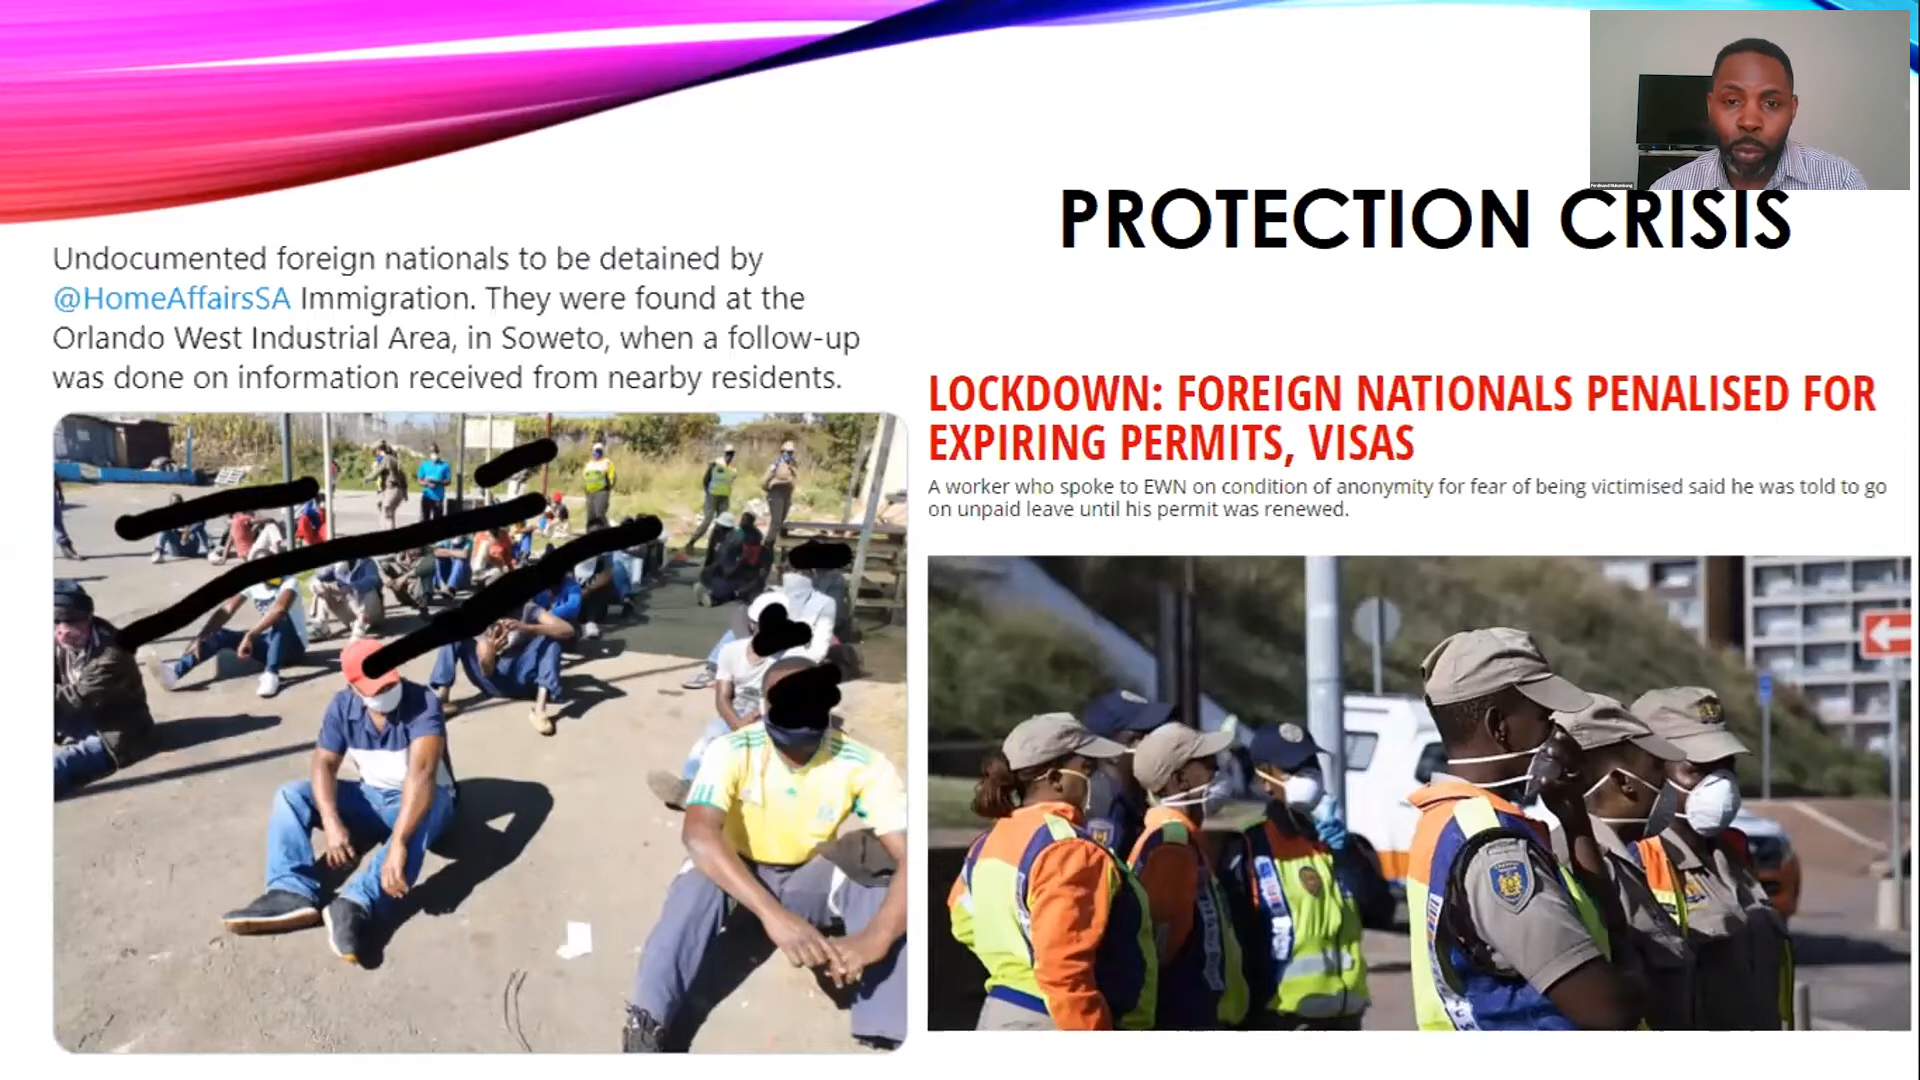 PROTECTION CRISIS
Undocumented foreign nationals to be detained by
@HomeAffairsSA Immigration. They were found at the
Orlando West Industrial Area, in Soweto, when a follow-up
was done on information received from nearby residents.
LOCKDOWN: FOREIGN NATIONALS PENALISED FOR
EXPIRING PERMITS, VISAS
A worker who spoke to EWN on condition of anonymity for fear of being victimised said he was told to go
on unpaid leave until his permit was renewed.